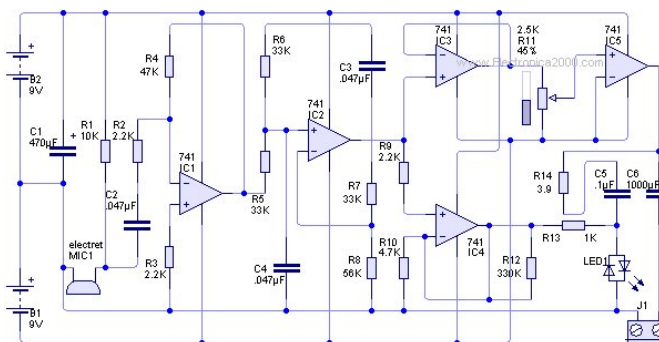 B2
9V
C1
470µF
+
R1
10K
R2
2.2K
C2
.047µF
electret
MIC1
B1
9V
R4
47K
741
IC1
R3
2.2K
R6
33K
R5
33K
C4
.047µF
741
IC2
C3
.047µF
R7
33K
R8
56K
R9
2.2K
R10
4.7K
741
IC3
741
IC4
2.5K
R11
45%
www.Electronica2000.com
741
IC5
R12
330K
R13
1K
R14
3.9
C5
.1µF
C6
1000µF
LED1
J1